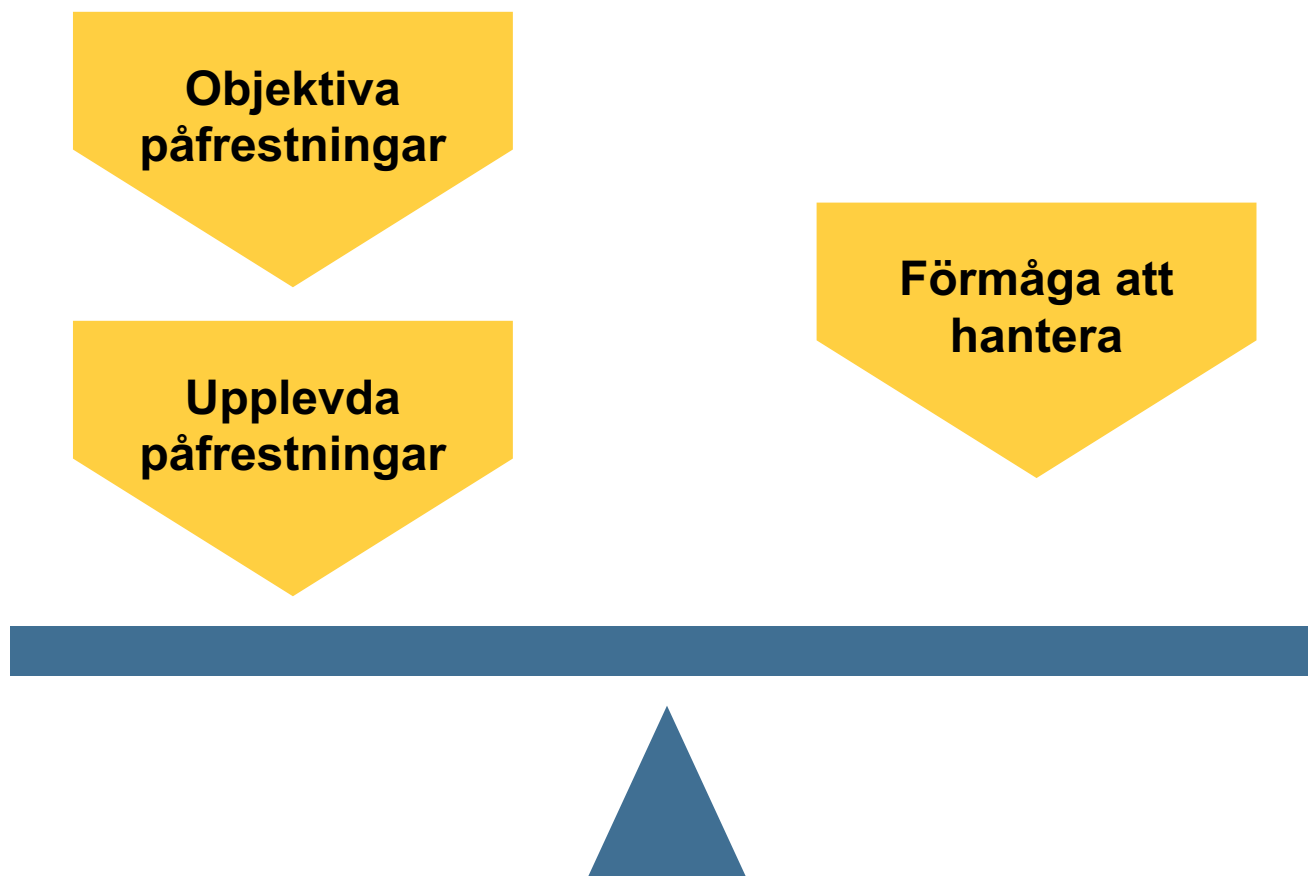 Objektiva
påfrestningar
Upplevda
påfrestningar
Förmåga att
hantera